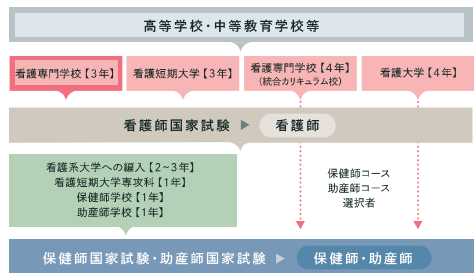 高等学校・中等教育学校等
看護専門学校【3年】
看護短期大学【3年】
看護専門学校【4年】
(統合カリキュラム校)
看護大学【4年】
看護師国家試験 ▶ 看護師
看護系大学への編入【2~3年】
看護短期大学専攻科【1年】
保健師学校【1年】
助産師学校【1年】
保健師コース
助産師コース
選択者
保健師国家試験・助産師国家試験 ▶ 保健師・助産師